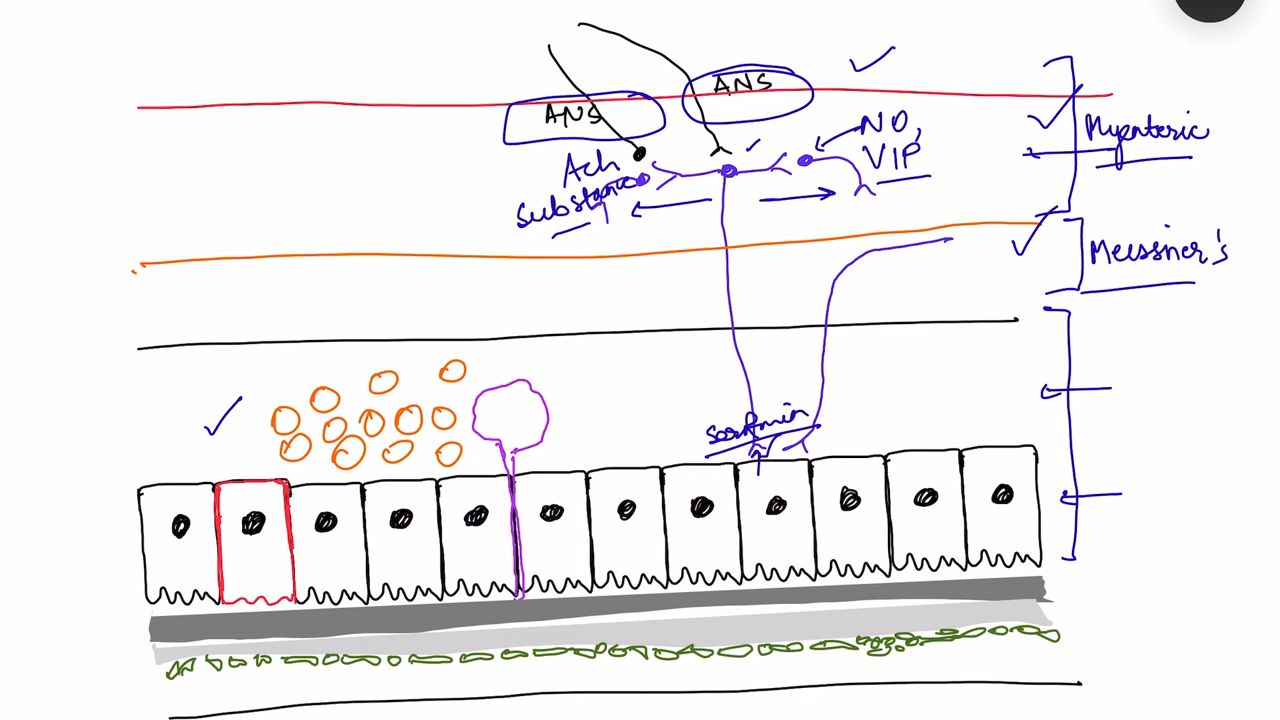 ANS
ANS
NO,
VIP
Ach
Substance
P
Myenteric
Meissner's